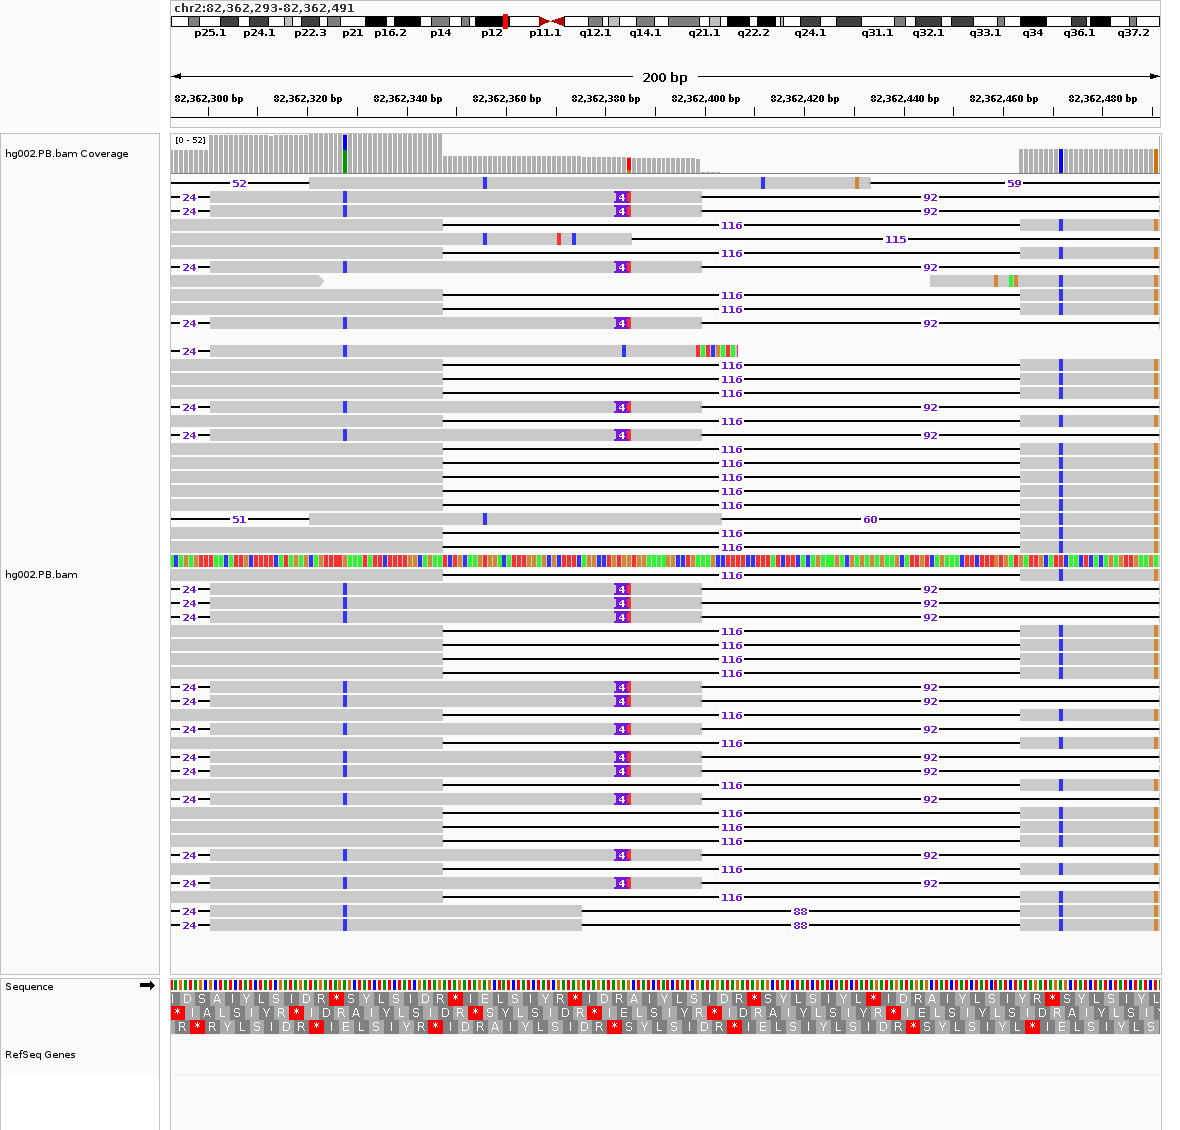 chr2:82,362,293-82,362,491
p25.1 p24.1 p22.3 p21 p16.2 p14 p12 p11.1 q12.1 q14.1 q21.1 q22.2 q24.1 q31.1 q32.1 q33.1 q34 q36.1 q37.2
200 bp
82,362,300 bp 82,362,320 bp 82,362,340 bp 82,362,360 bp 82,362,380 bp 82,362,400 bp 82,362,420 bp 82,362,440 bp 82,362,460 bp 82,362,480 bp
[0 - 52]
hg002.PB.bam Coverage
52 59
24 4 92
24 4 92
116
115
116
24 4 92
116
116
24 4 92
24
116
116
116
24 4 92
116
24 4 92
116
116
116
116
116
51 60
116
116
hg002.PB.bam
116
24 4 92
24 4 92
24 4 92
116
116
116
116
24 4 92
24 4 92
116
24 4 92
116
24 4 92
24 4 92
116
24 4 92
116
116
116
24 4 92
116
24 4 92
116
24 88
24 88
Sequence
I D S A I Y L S I D R * S Y L S I D R * I E L S I Y R * I D R A I Y L S I D R * S Y L S I Y L * I D R A I Y L S I Y R * S Y L S I Y L
* I A L S I Y R * I D R A I Y L S I D R * S Y L S I D R * I E L S I Y R * I D R A I Y L S I Y R * I E L S I Y L S I D R A I Y L S I Y
R * R Y L S I D R * I E L S I Y R * I D R A I Y L S I D R * S Y L S I D R * I E L S I Y L S I D R * S Y L S I Y L * I E L S I Y L S
RefSeq Genes